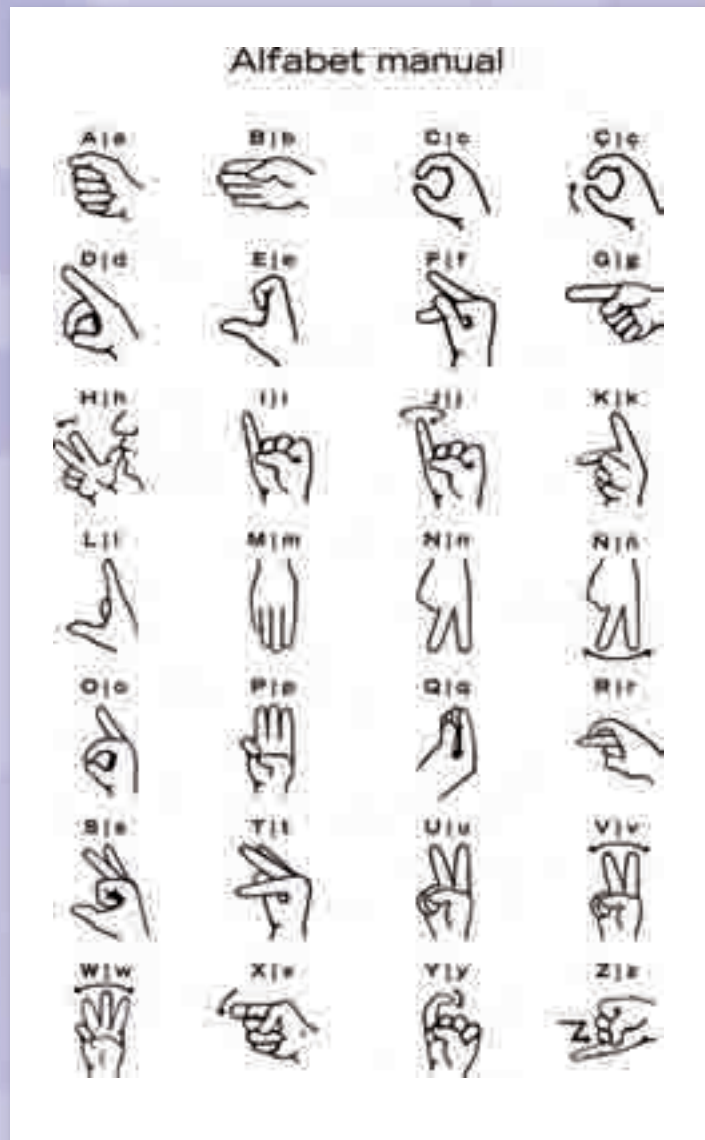 Alfabet manual
A|a B|b C|c Ç|ç
D|d E|e F|f G|g
H|h I|i J|j K|k
L|l M|m N|n Ñ|ñ
O|o P|p Q|q R|r
S|s T|t U|u V|v
W|w X|x Y|y Z|z
Z